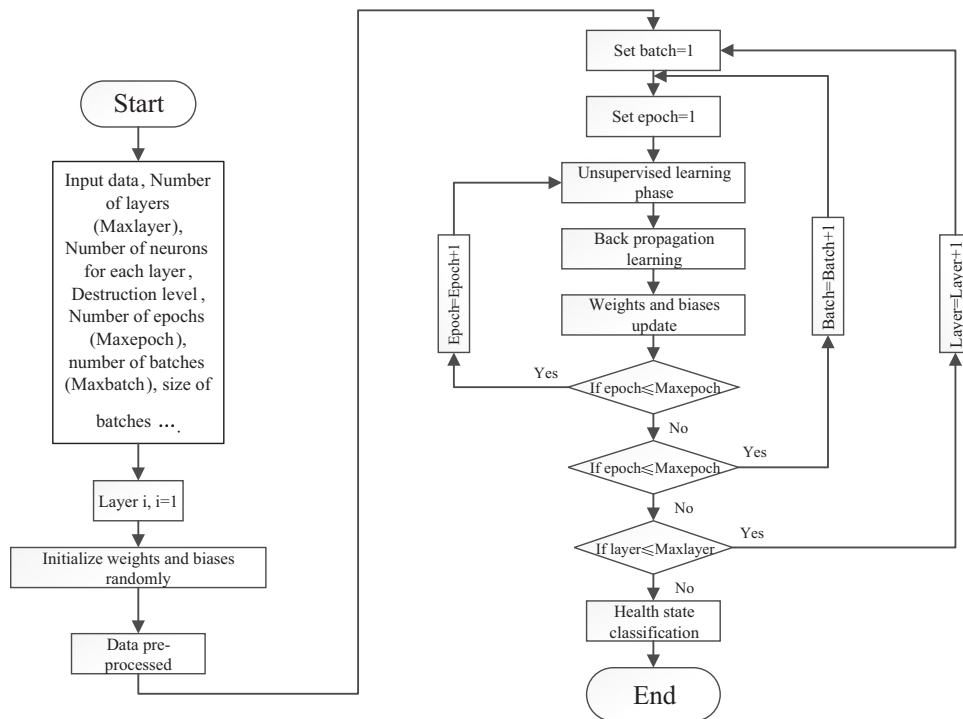 Start
Input data, Number
of layers
(Maxlayer),
Number of neurons
for each layer,
Destruction level,
Number of epochs
(Maxepoch),
number of batches
(Maxbatch), size of
batches ….
Layer i, i=1
Initialize weights and biases
randomly
Data pre-
processed
Set batch=1
Set epoch=1
Unsupervised learning
phase
Back propagation
learning
Weights and biases
update
If epoch≤Maxepoch
Yes
Epoch=Epoch+1
No
If epoch≤Maxepoch
Yes
Batch=Batch+1
No
If layer≤Maxlayer
Yes
Layer=Layer+1
No
Health state
classification
End